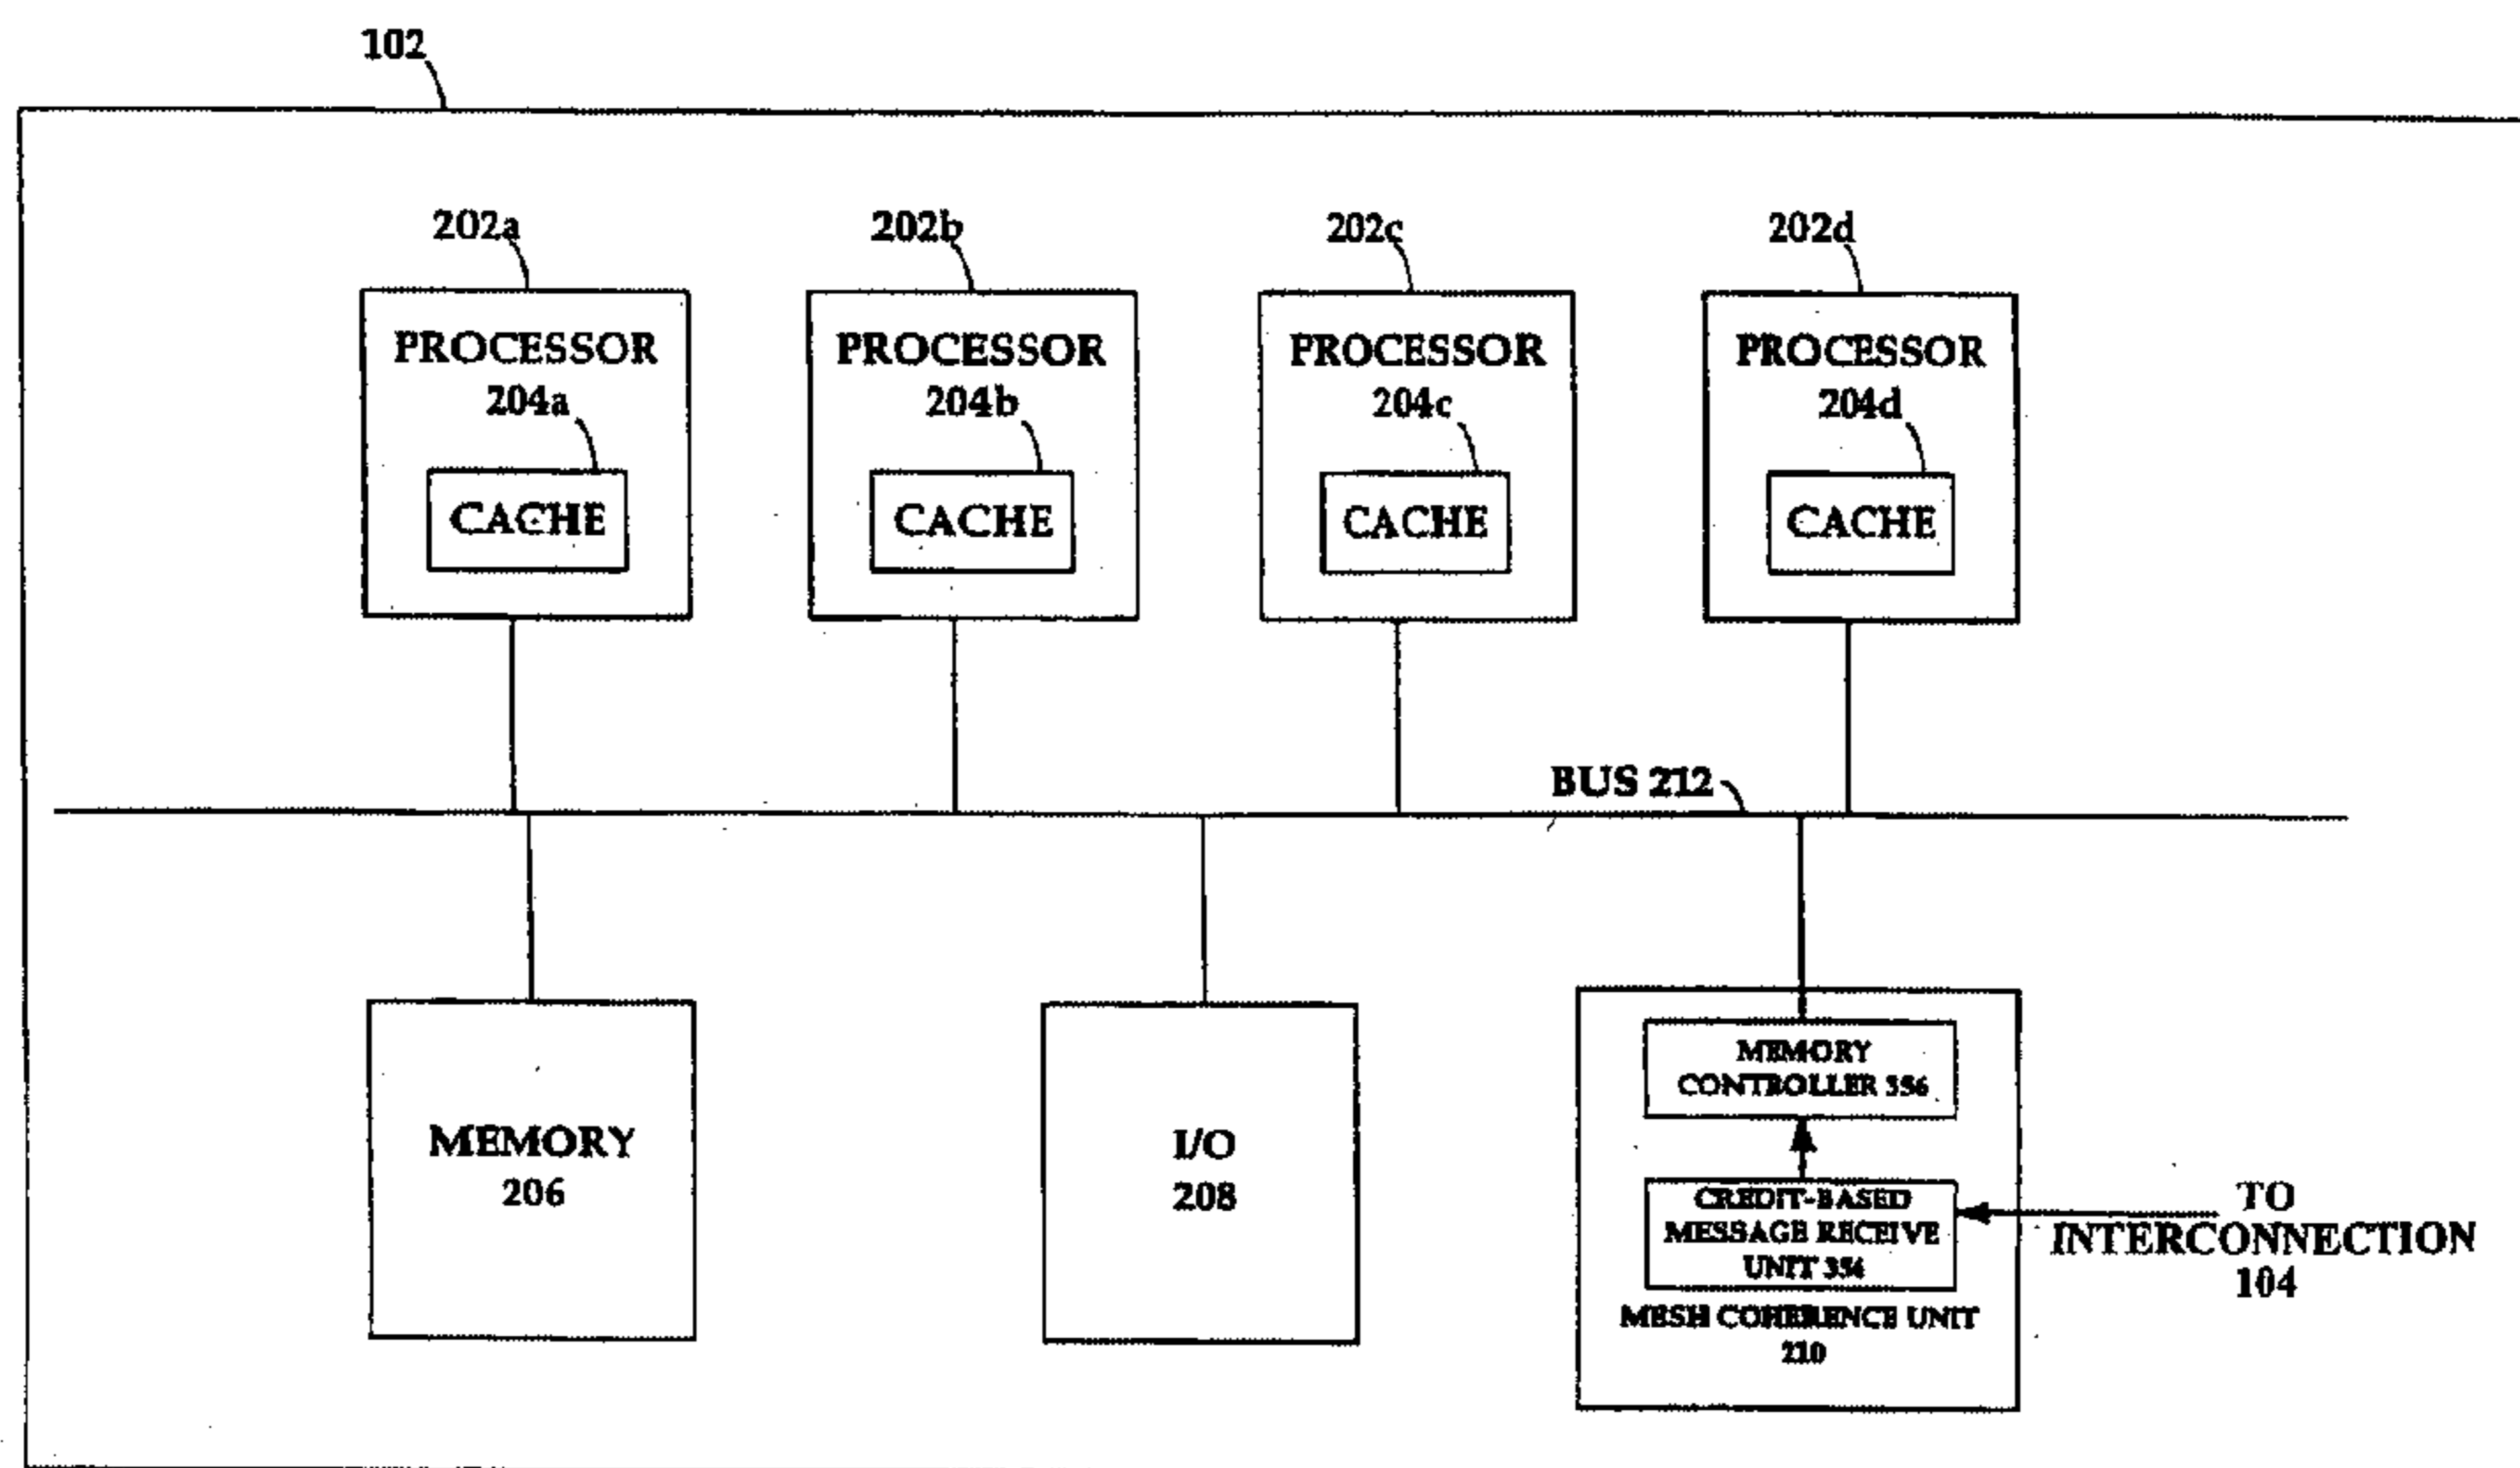 102
202a
202b
202c
202d
PROCESSOR
204a
CACHE
PROCESSOR
204b
CACHE
PROCESSOR
204c
CACHE
PROCESSOR
204d
CACHE
BUS 212
MEMORY
206
I/O
208
MEMORY
CONTROLLER 356
CREDIT-BASED
MESSAGE RECEIVE
UNIT 354
MESH COHERENCE UNIT
210
TO
INTERCONNECTION
104